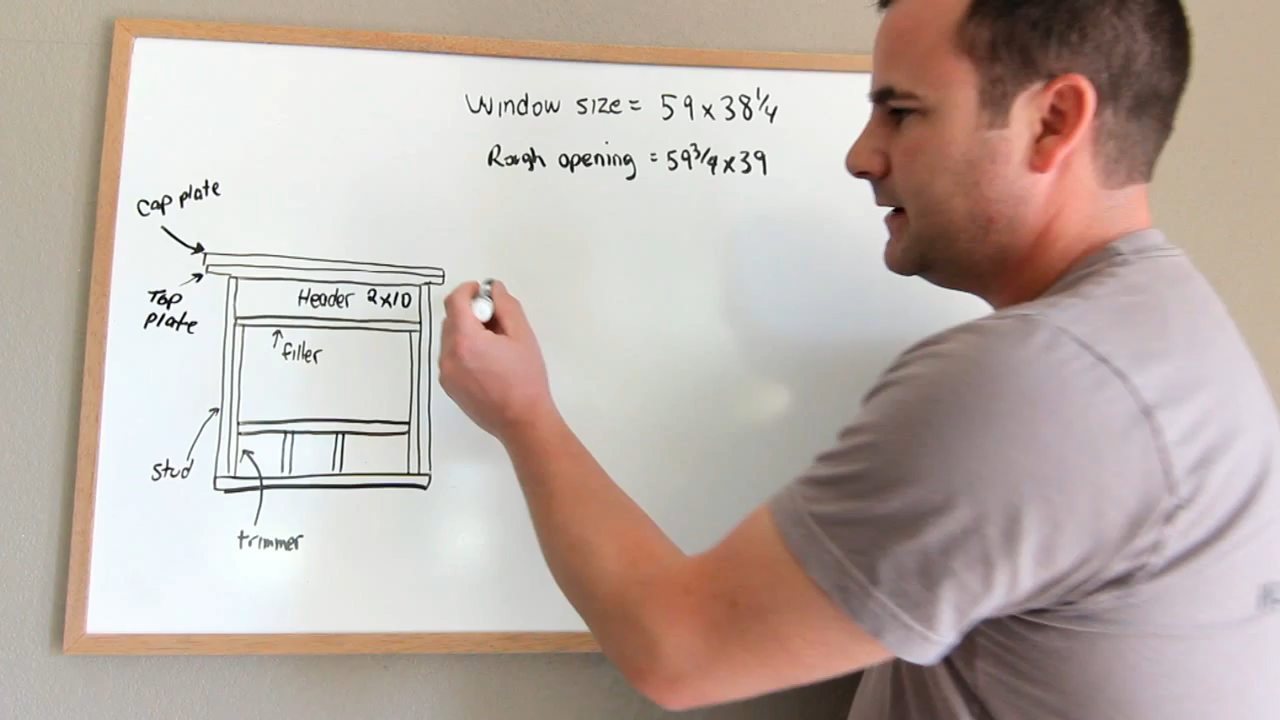 Window size = 59 x 38 1/4
Rough opening = 59 3/4 x 39
Cap plate
Top
plate
Header 2x10
filler
stud
trimmer